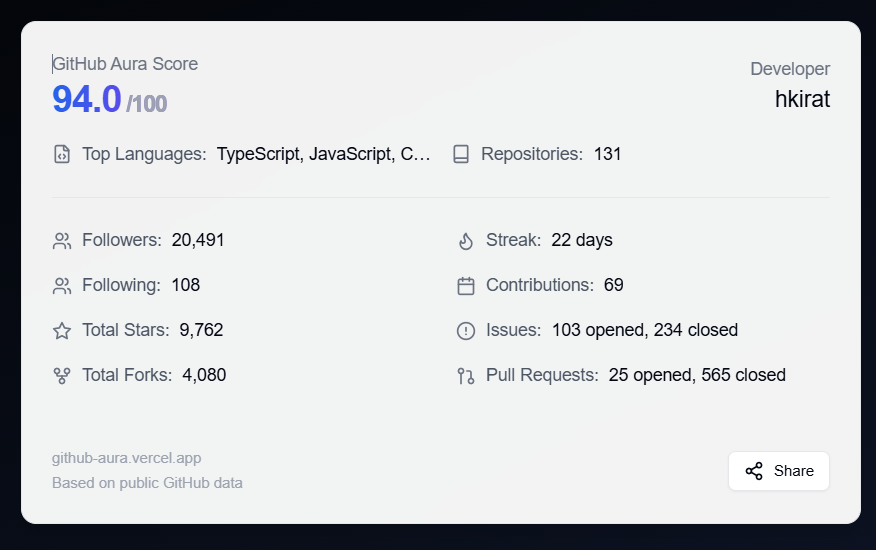 GitHub Aura Score
94.0 /100
Developer
hkirat
Top Languages: TypeScript, JavaScript, C... Repositories: 131
Followers: 20,491 Streak: 22 days
Following: 108 Contributions: 69
Total Stars: 9,762 Issues: 103 opened, 234 closed
Total Forks: 4,080 Pull Requests: 25 opened, 565 closed
github-aura.vercel.app
Based on public GitHub data
Share